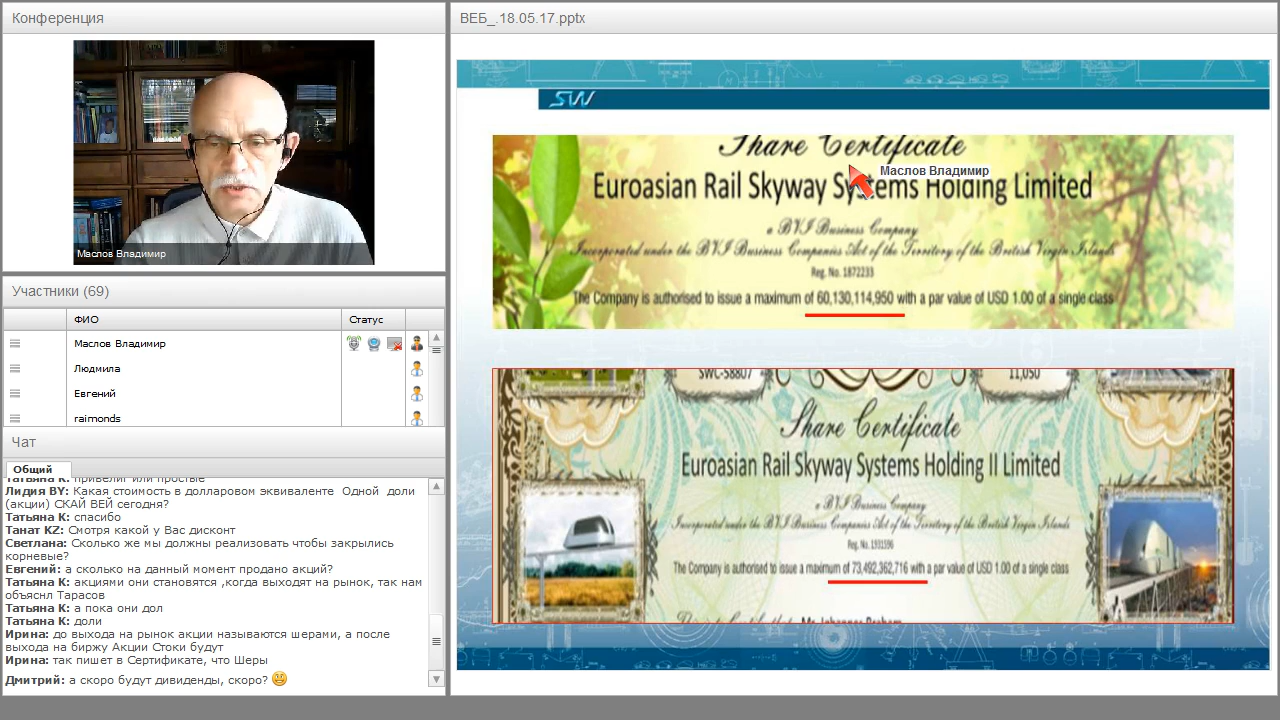 Конференция
Маслов Владимир
Участники (69)
ФИО
Статус
Маслов Владимир
Людмила
Евгений
raimonds
Чат
Общий
Татьяна К: привелиг или простые
Лидия BY: Какая стоимость в долларовом эквиваленте Одной доли
(акции) СКАЙ ВЕЙ сегодня?
Татьяна К: спасибо
Танат KZ: Смотря какой у Вас дисконт
Светлана: Сколько же мы должны реализовать чтобы закрылись
корневые?
Евгений: а сколько на данный момент продано акций?
Татьяна К: акциями они становятся ,когда выходят на рынок, так нам
объяснл Тарасов
Татьяна К: а пока они дол
Татьяна К: доли
Ирина: до выхода на рынок акции называются шерами, а после
выхода на биржу Акции Стоки будут
Ирина: так пишет в Сертификате, что Шеры
Дмитрий: а скоро будут дивиденды, скоро?
ВЕБ_.18.05.17.pptx
SW
Share Certificate
Маслов Владимир
Euroasian Rail Skyway Systems Holding Limited
a BVI Business Company
Incorporated under the BVI Business Companies Act of the Territory of the British Virgin Islands
Reg. No. 1872233
The Company is authorised to issue a maximum of 60,130,114,950 with a par value of USD 1.00 of a single class
SWC-58807
11,050
Share Certificate
Euroasian Rail Skyway Systems Holding II Limited
a BVI Business Company
Incorporated under the BVI Business Companies Act of the Territory of the British Virgin Islands
Reg. No. 1931596
The Company is authorised to issue a maximum of 73,492,362,716 with a par value of USD 1.00 of a single class